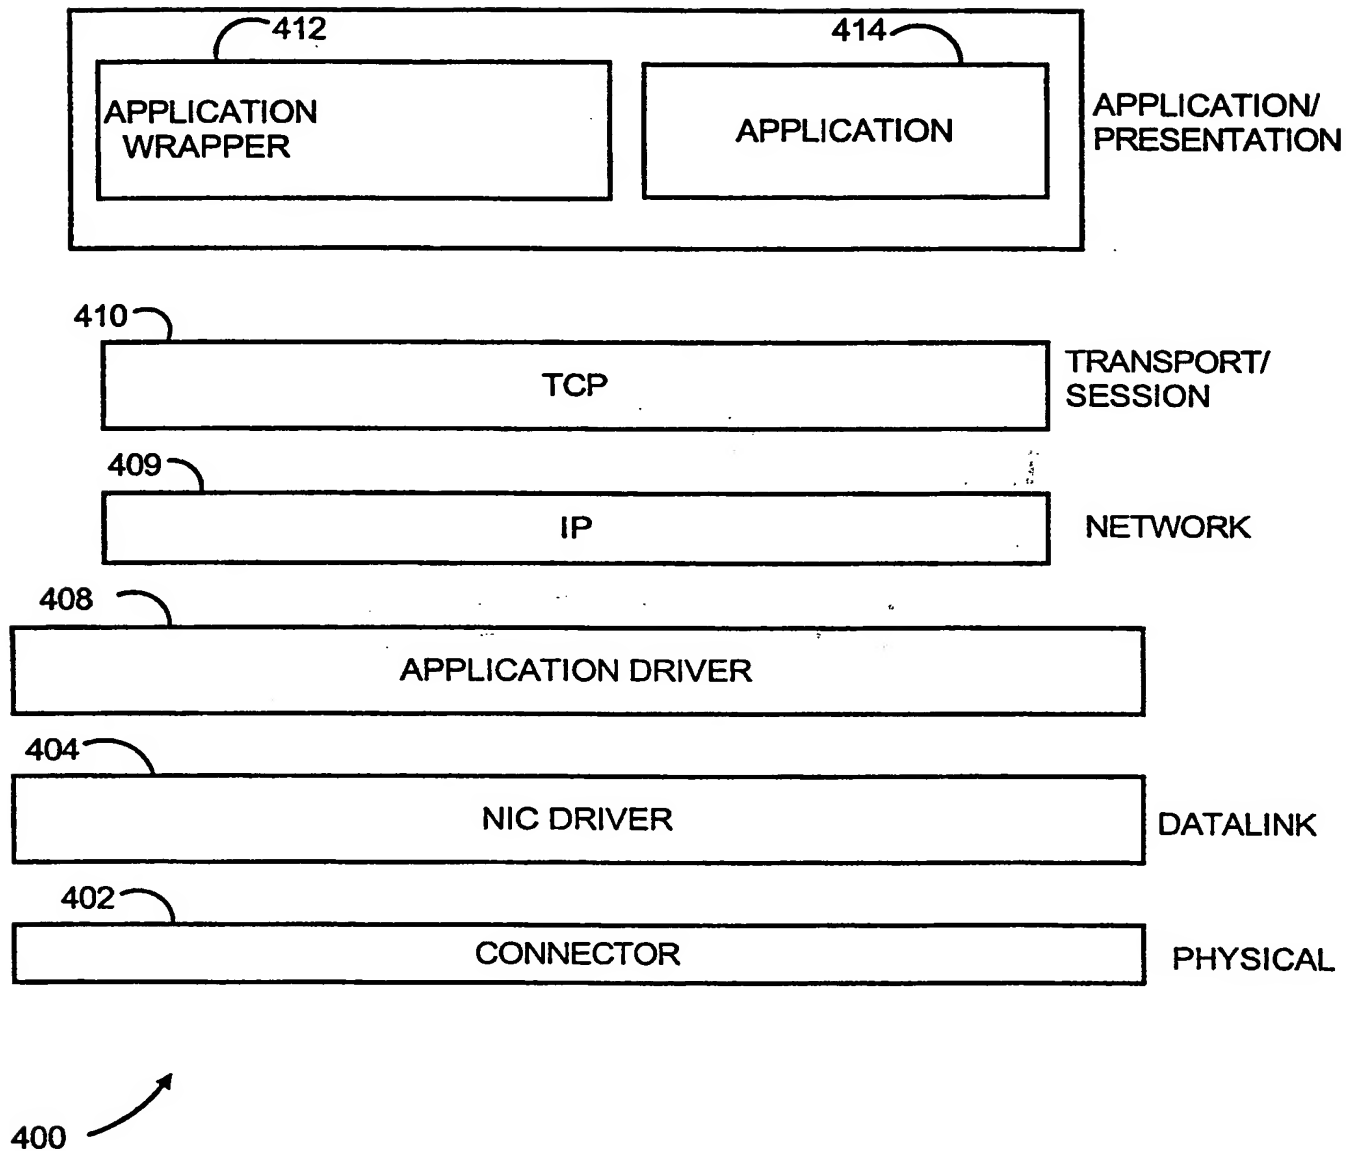 412
414
APPLICATION
WRAPPER
APPLICATION
APPLICATION/
PRESENTATION
410
TCP
TRANSPORT/
SESSION
409
IP
NETWORK
408
APPLICATION DRIVER
404
NIC DRIVER
DATALINK
402
CONNECTOR
PHYSICAL
400